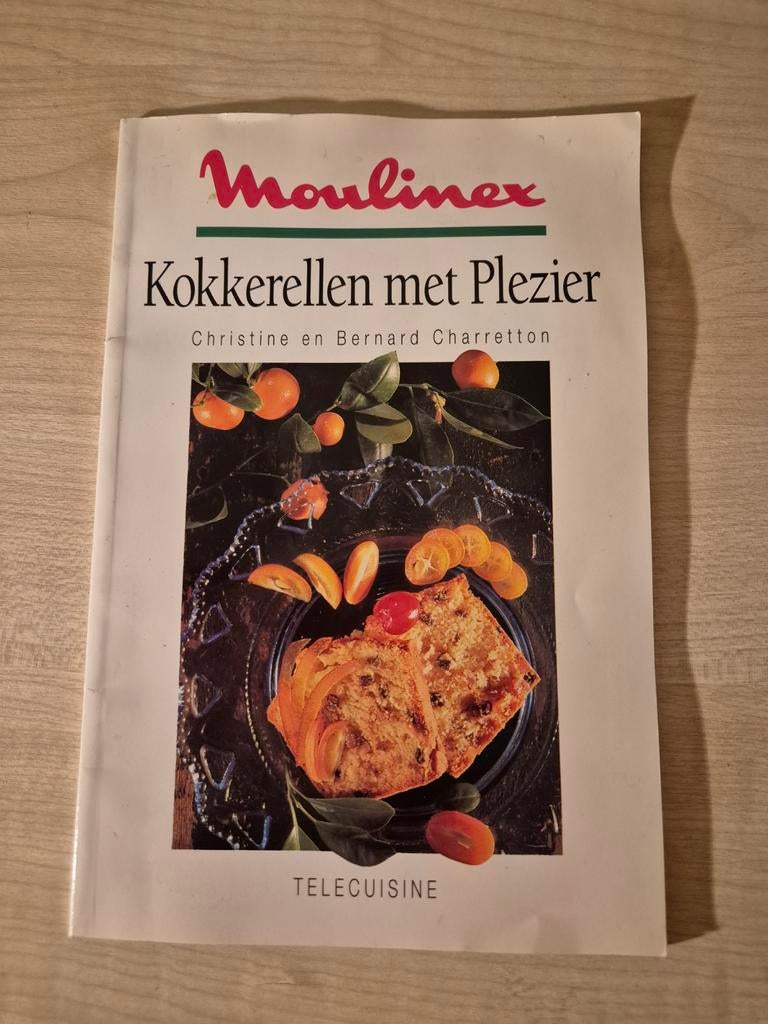 Moulinex
Kokkerellen met Plezier
Christine en Bernard Charretton
TELECUISINE